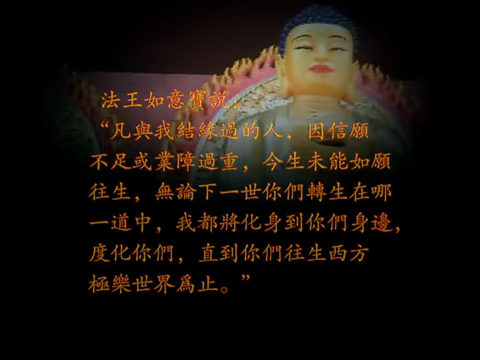 法王如意寶說：
“凡與我結緣過的人，因信願
不足或業障過重，今生未能如願
往生，無論下一世你們轉生在哪
一道中，我都將化身到你們身邊，
度化你們，直到你們往生西方
極樂世界爲止。”